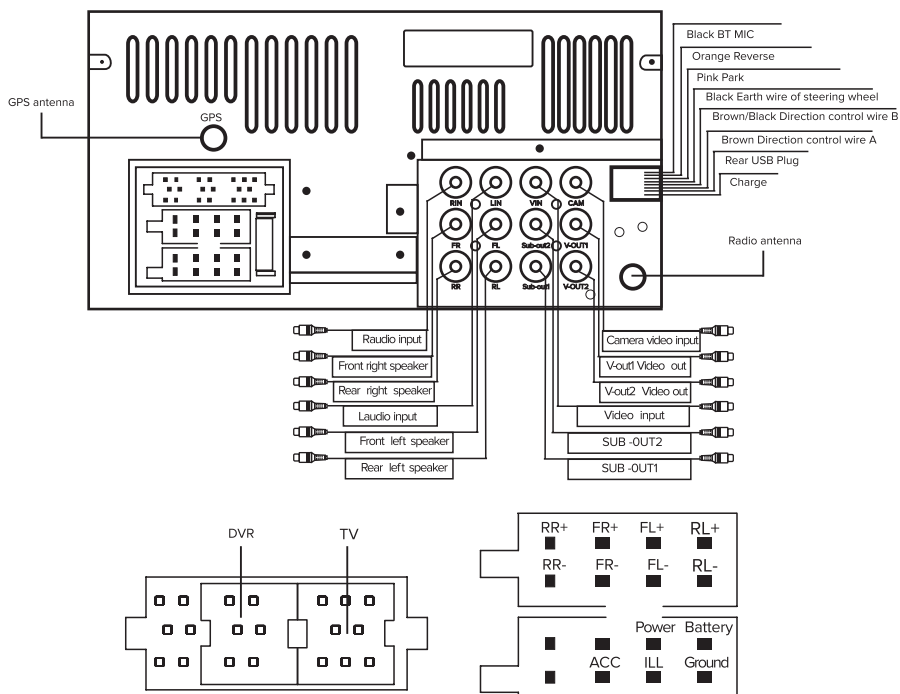 Black BT MIC
Orange Reverse
Pink Park
Black Earth wire of steering wheel
Brown/Black Direction control wire B
Brown Direction control wire A
Rear USB Plug
Charge
GPS antenna
GPS
RIN LIN VIN CAM
FR FL Sub-out2 V-OUT1
RR RL Sub-out1 V-OUT2
Radio antenna
Raudio input
Front right speaker
Rear right speaker
Laudio input
Front left speaker
Rear left speaker
Camera video input
V-out1 Video out
V-out2 Video out
Video input
SUB -0UT2
SUB -0UT1
DVR TV
RR+ FR+ FL+ RL+
RR- FR- FL- RL-
Power Battery
ACC ILL Ground